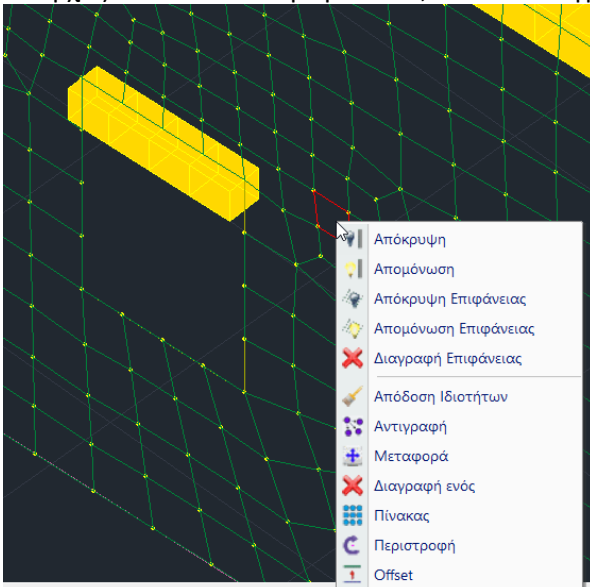 Απόκρυψη
Απομόνωση
Απόκρυψη Επιφάνειας
Απομόνωση Επιφάνειας
Διαγραφή Επιφάνειας
Απόδοση Ιδιοτήτων
Αντιγραφή
Μεταφορά
Διαγραφή ενός
Πίνακας
Περιστροφή
Offset